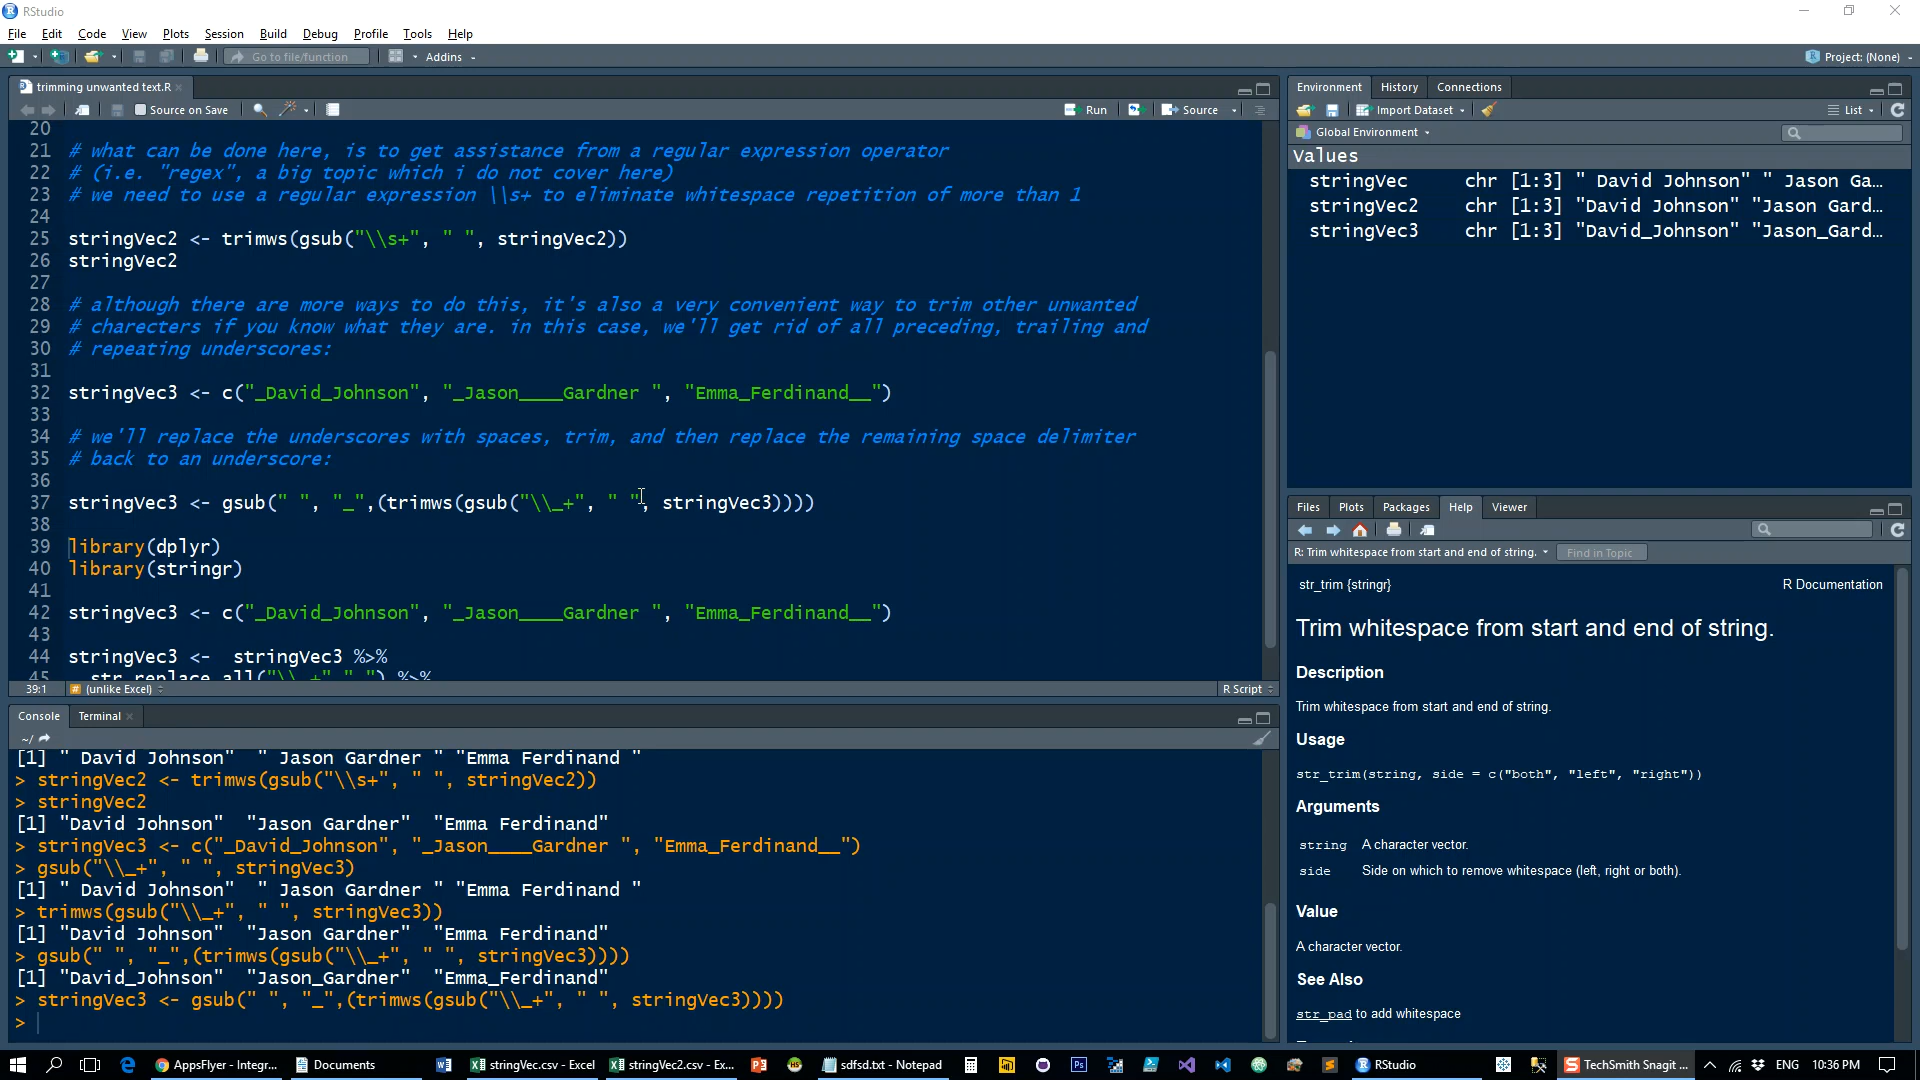 RStudio
File Edit Code View Plots Session Build Debug Profile Tools Help
Go to file/function Addins Project: (None)
trimming unwanted text.R
Source on Save Run Source
20
21 # what can be done here, is to get assistance from a regular expression operator
22 # (i.e. "regex", a big topic which i do not cover here)
23 # we need to use a regular expression \\s+ to eliminate whitespace repetition of more than 1
24
25 stringVec2 <- trimws(gsub("\\s+", " ", stringVec2))
26 stringVec2
27
28 # although there are more ways to do this, it's also a very convenient way to trim other unwanted
29 # charecters if you know what they are. in this case, we'll get rid of all preceding, trailing and
30 # repeating underscores:
31
32 stringVec3 <- c("_David_Johnson", "_Jason____Gardner ", "Emma_Ferdinand__")
33
34 # we'll replace the underscores with spaces, trim, and then replace the remaining space delimiter
35 # back to an underscore:
36
37 stringVec3 <- gsub(" ", "_",(trimws(gsub("\\_+", " ", stringVec3))))
38
39 library(dplyr)
40 library(stringr)
41
42 stringVec3 <- c("_David_Johnson", "_Jason____Gardner ", "Emma_Ferdinand__")
43
44 stringVec3 <-  stringVec3 %>%
45 str_replace_all("\\_+"," ") %>%
39:1 # (unlike Excel) R Script
Console Terminal
~/
[1] " David Johnson"  " Jason Gardner " "Emma Ferdinand "
> stringVec2 <- trimws(gsub("\\s+", " ", stringVec2))
> stringVec2
[1] "David Johnson"  "Jason Gardner"  "Emma Ferdinand"
> stringVec3 <- c("_David_Johnson", "_Jason____Gardner ", "Emma_Ferdinand__")
> gsub("\\_+", " ", stringVec3)
[1] " David Johnson"  " Jason Gardner " "Emma Ferdinand "
> trimws(gsub("\\_+", " ", stringVec3))
[1] "David Johnson"  "Jason Gardner"  "Emma Ferdinand"
> gsub(" ", "_",(trimws(gsub("\\_+", " ", stringVec3))))
[1] "David_Johnson"  "Jason_Gardner"  "Emma_Ferdinand"
> stringVec3 <- gsub(" ", "_",(trimws(gsub("\\_+", " ", stringVec3))))
>
Environment History Connections
Import Dataset List
Global Environment
Values
stringVec chr [1:3] " David Johnson" " Jason Ga…
stringVec2 chr [1:3] "David Johnson" "Jason Gard…
stringVec3 chr [1:3] "David_Johnson" "Jason_Gard…
Files Plots Packages Help Viewer
R: Trim whitespace from start and end of string. Find in Topic
str_trim {stringr} R Documentation
Trim whitespace from start and end of string.
Description
Trim whitespace from start and end of string.
Usage
str_trim(string, side = c("both", "left", "right"))
Arguments
string A character vector.
side Side on which to remove whitespace (left, right or both).
Value
A character vector.
See Also
str_pad to add whitespace
AppsFlyer - Integr... Documents stringVec.csv - Excel stringVec2.csv - Ex... sdfsd.txt - Notepad RStudio TechSmith Snagit ... ENG 10:36 PM